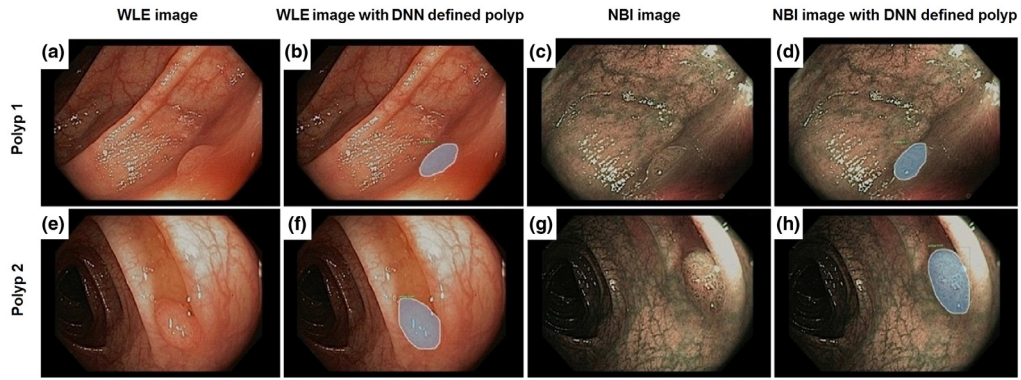 WLE image
WLE image with DNN defined polyp
NBI image
NBI image with DNN defined polyp
Polyp 1
(a)
(b)
(c)
(d)
Polyp 2
(e)
(f)
(g)
(h)